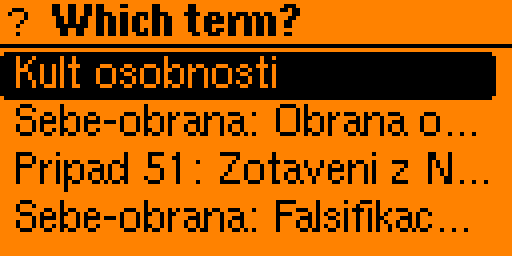 ? Which term?
Kult osobnosti
Sebe-obrana: Obrana o...
Pripad 51: Zotaveni z N...
Sebe-obrana: Falsifikac...